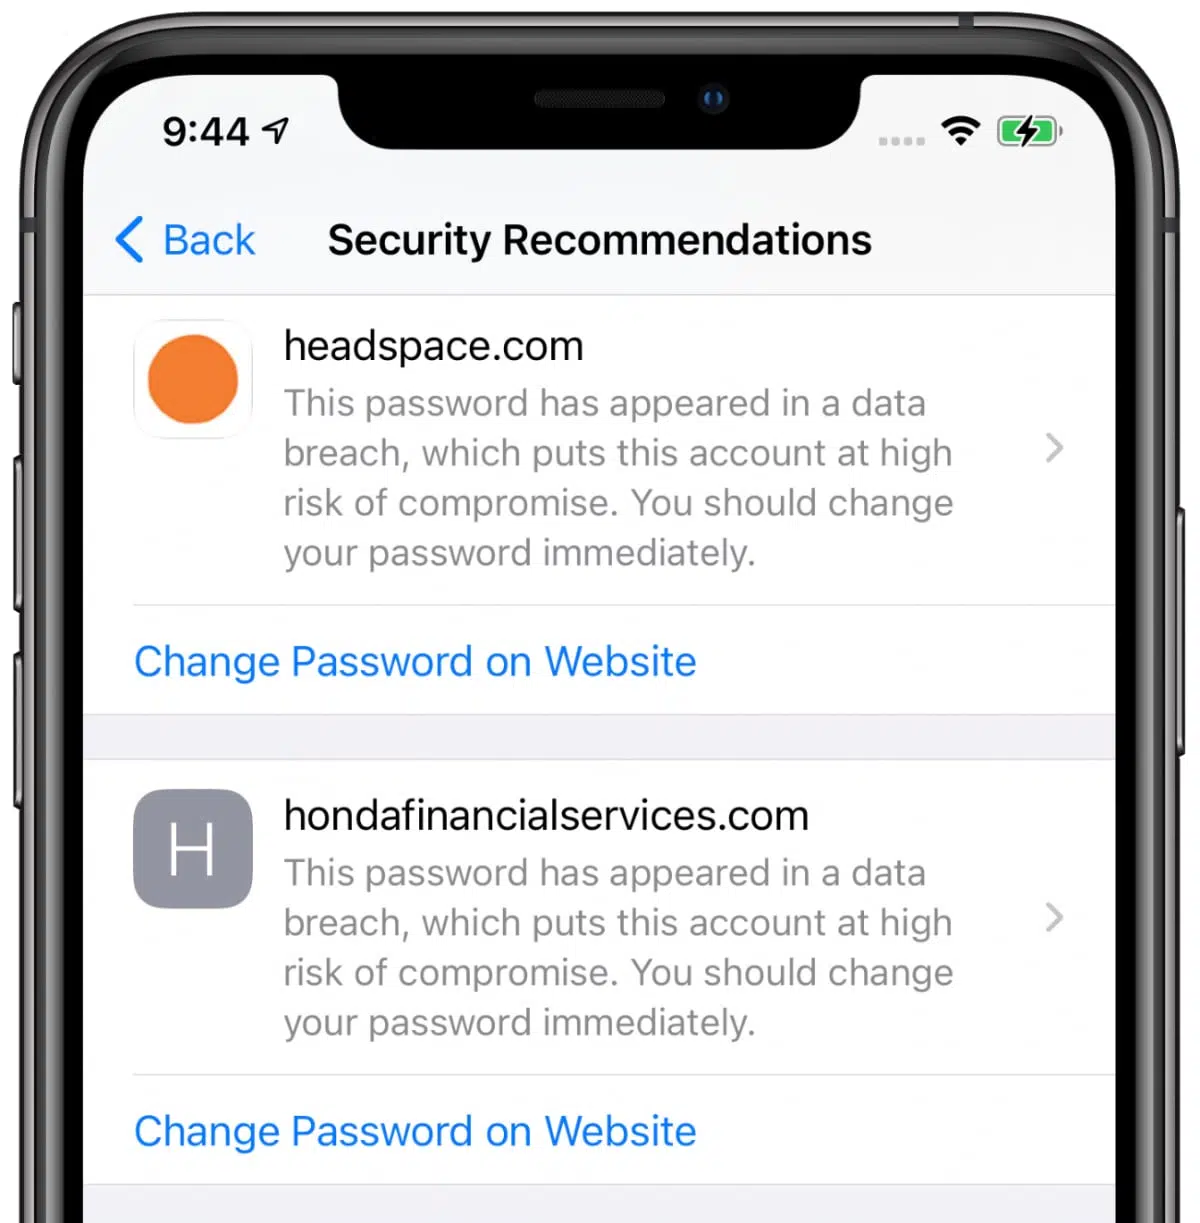 9:44
Back
Security Recommendations
headspace.com
This password has appeared in a data
breach, which puts this account at high
risk of compromise. You should change
your password immediately.
Change Password on Website
H
hondafinancialservices.com
This password has appeared in a data
breach, which puts this account at high
risk of compromise. You should change
your password immediately.
Change Password on Website